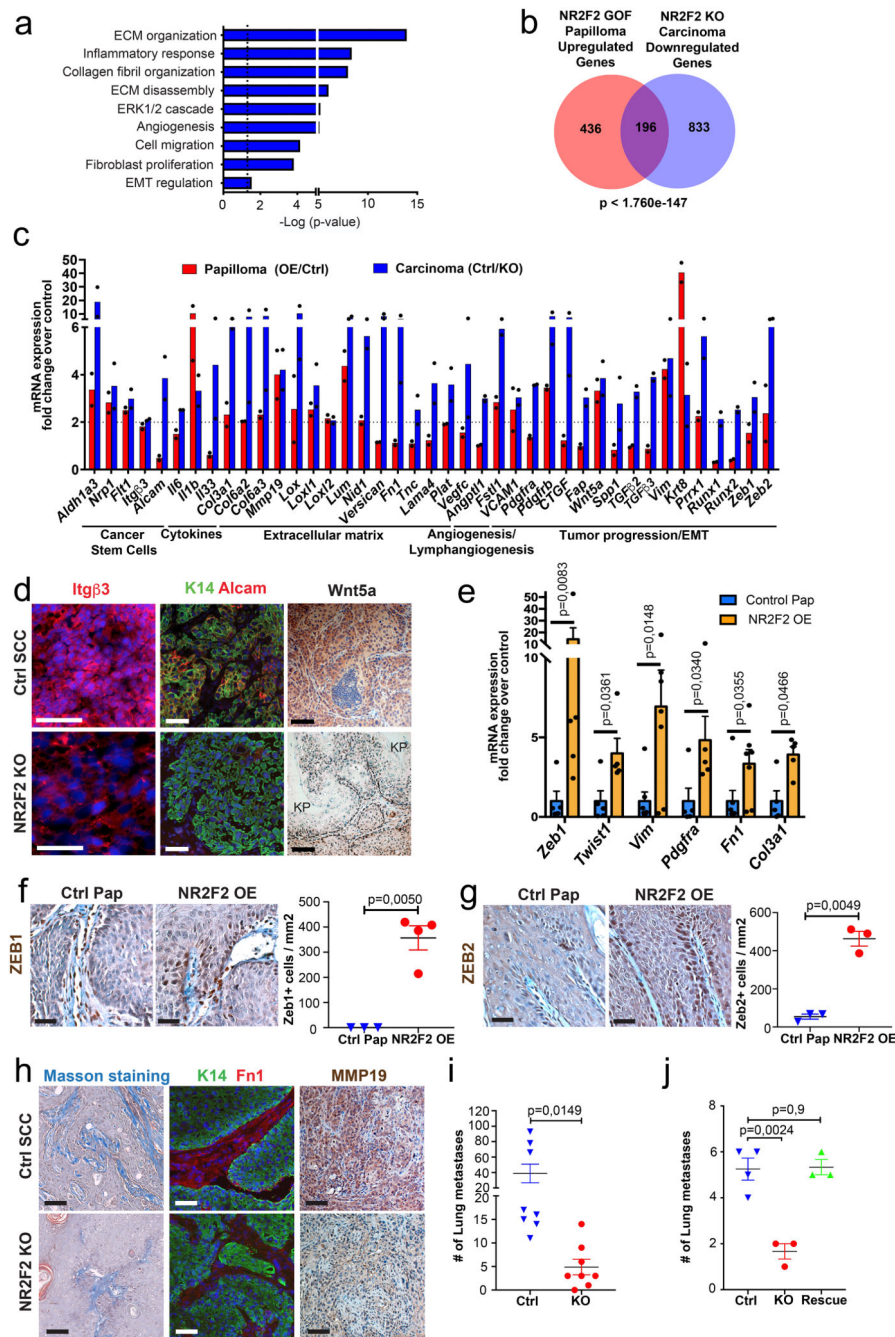 a
ECM organization
Inflammatory response
Collagen fibril organization
ECM disassembly
ERK1/2 cascade
Angiogenesis
Cell migration
Fibroblast proliferation
EMT regulation
0 2 4 5 10 15
-Log (p-value)
b
NR2F2 GOF
Papilloma
Upregulated
Genes
NR2F2 KO
Carcinoma
Downregulated
Genes
436 196 833
p < 1.760e-147
c
Papilloma (OE/Ctrl)
Carcinoma (Ctrl/KO)
mRNA expression
fold change over control
50
40
30
20
10
6
4
2
0
Aldh1a3 Nrp1 Flt1 Itgβ3 Alcam Il6 Il1b Il33 Col3a1 Col6a2 Col6a3 Mmp19 Lox Loxl1 Loxl2 Lum Nid1 Versican Fn1 Tnc Lama4 Plat Vegfc Angptl1 Fstl1 VCAM1 Pdgfra Pdgfrb CTGF Fap Wnt5a Spp1 TGFβ2 TGFβ3 Vim Krt8 Prrx1 Runx1 Runx2 Zeb1 Zeb2
Cancer
Stem Cells
Cytokines
Extracellular matrix
Angiogenesis/
Lymphangiogenesis
Tumor progression/EMT
d
Itgβ3
K14 Alcam
Wnt5a
Ctrl SCC
NR2F2 KO
KP
KP
e
Control Pap
NR2F2 OE
mRNA expression
fold change over control
50
40
30
20
10
10
5
0
p=0,0083
p=0,0361
p=0,0148
p=0,0340
p=0,0355
p=0,0466
Zeb1 Twist1 Vim Pdgfra Fn1 Col3a1
f
Ctrl Pap
NR2F2 OE
ZEB1
Zeb1+ cells / mm2
500
400
300
200
100
0
p=0,0050
Ctrl Pap NR2F2 OE
g
Ctrl Pap
NR2F2 OE
ZEB2
Zeb2+ cells / mm2
600
400
200
0
p=0,0049
Ctrl Pap NR2F2 OE
h
Masson staining
K14 Fn1
MMP19
Ctrl SCC
NR2F2 KO
i
# of Lung metastases
120
100
80
60
40
20
20
15
10
5
0
p=0,0149
Ctrl KO
j
# of Lung metastases
8
6
4
2
0
p=0,9
p=0,0024
Ctrl KO Rescue